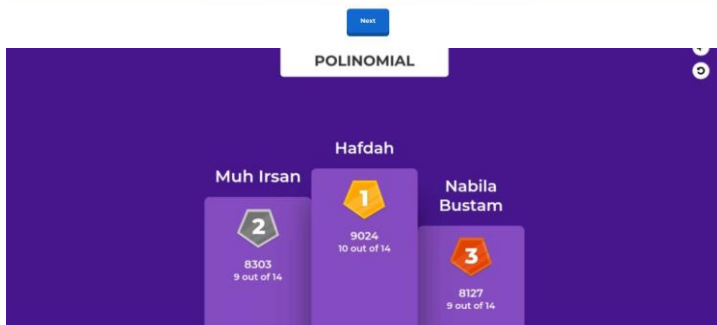 Next
POLINOMIAL
Hafdah
Muh Irsan
Nabila
Bustam
1
2
3
9024
10 out of 14
8303
9 out of 14
8127
9 out of 14